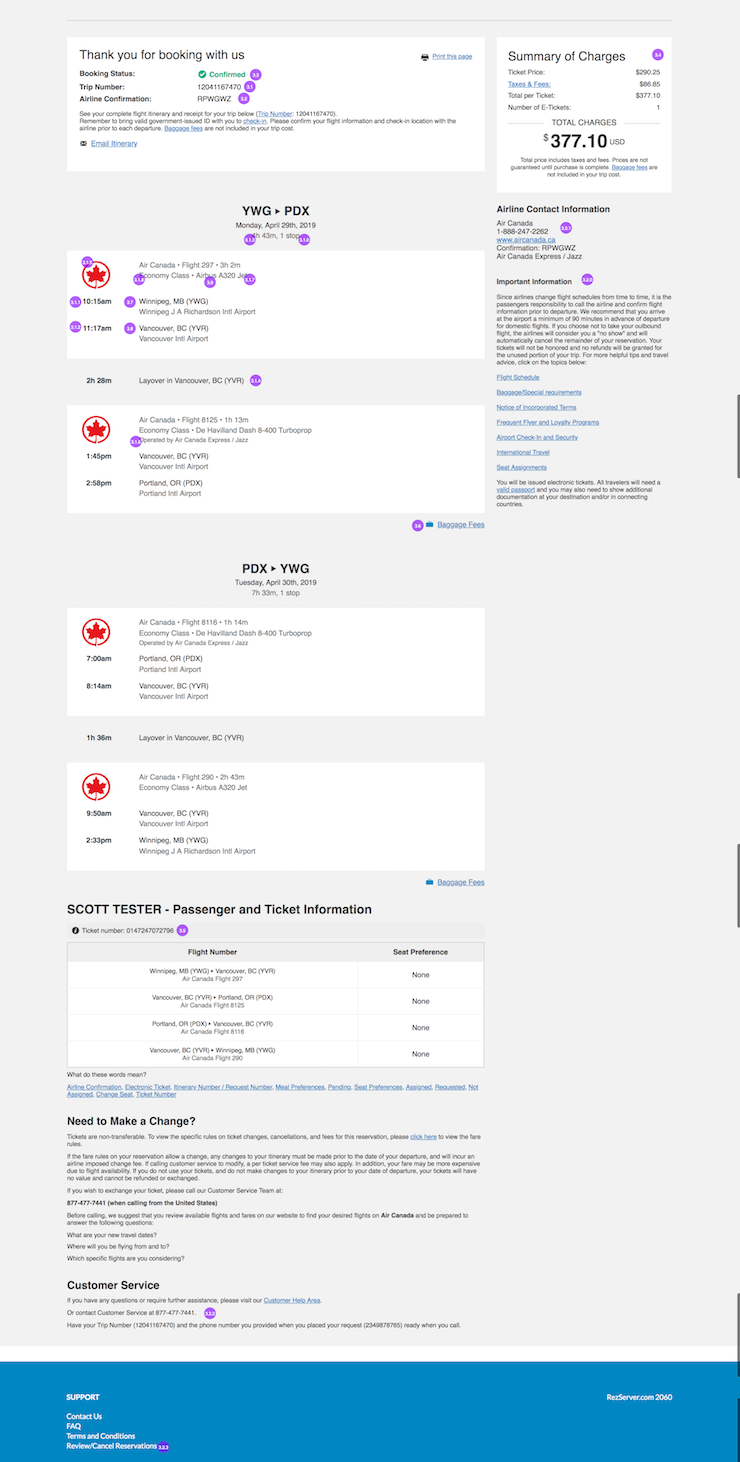 Thank you for booking with us
Print this page
Booking Status: Confirmed 3.3
Trip Number: 12041167470 3.1
Airline Confirmation: RPWGWZ 3.2
See your complete flight itinerary and receipt for your trip below (Trip Number: 12041167470).
Remember to bring valid government-issued ID with you to check-in. Please confirm your flight information and check-in location with the
airline prior to each departure. Baggage fees are not included in your trip cost.
Email Itinerary
Summary of Charges 3.4
Ticket Price: $290.25
Taxes & Fees: $86.85
Total per Ticket: $377.10
Number of E-Tickets: 1
TOTAL CHARGES
$377.10 USD
Total price includes taxes and fees. Prices are not
guaranteed until purchase is complete. Baggage fees are
not included in your trip cost.
YWG ▸ PDX
Monday, April 29th, 2019
4h 43m, 1 stop
Air Canada • Flight 297 • 3h 2m
Economy Class • Airbus A320 Jet
3.1.1 10:15am 3.7 Winnipeg, MB (YWG)
Winnipeg J A Richardson Intl Airport
3.1.2 11:17am 3.8 Vancouver, BC (YVR)
Vancouver Intl Airport
2h 28m Layover in Vancouver, BC (YVR) 3.1.4
Air Canada • Flight 8125 • 1h 13m
Economy Class • De Havilland Dash 8-400 Turboprop
Operated by Air Canada Express / Jazz
1:45pm Vancouver, BC (YVR)
Vancouver Intl Airport
2:58pm Portland, OR (PDX)
Portland Intl Airport
3.6 Baggage Fees
Airline Contact Information
Air Canada
1-888-247-2262 3.2.1
www.aircanada.ca
Confirmation: RPWGWZ
Air Canada Express / Jazz
Important Information
Since airlines change flight schedules from time to time, it is the
passengers responsibility to call the airline and confirm flight
information prior to departure. We recommend that you arrive
at the airport a minimum of 90 minutes in advance of departure
for domestic flights. If you choose not to take your outbound
flight, the airlines will consider you a "no show" and will
automatically cancel the remainder of your reservation. Your
tickets will not be honored and no refunds will be granted for
the unused portion of your trip. For more helpful tips and travel
advice, click on the topics below:
Flight Schedule
Baggage/Special requirements
Notice of Incorporated Terms
Frequent Flyer and Loyalty Programs
Airport Check-In and Security
International Travel
Seat Assignments
You will be issued electronic tickets. All travelers will need a
valid passport and you may also need to show additional
documentation at your destination and/or in connecting
countries.
PDX ▸ YWG
Tuesday, April 30th, 2019
7h 33m, 1 stop
Air Canada • Flight 8116 • 1h 14m
Economy Class • De Havilland Dash 8-400 Turboprop
Operated by Air Canada Express / Jazz
7:00am Portland, OR (PDX)
Portland Intl Airport
8:14am Vancouver, BC (YVR)
Vancouver Intl Airport
1h 36m Layover in Vancouver, BC (YVR)
Air Canada • Flight 290 • 2h 43m
Economy Class • Airbus A320 Jet
9:50am Vancouver, BC (YVR)
Vancouver Intl Airport
2:33pm Winnipeg, MB (YWG)
Winnipeg J A Richardson Intl Airport
Baggage Fees
SCOTT TESTER - Passenger and Ticket Information
Ticket number: 0147247072796 3.5
Flight Number Seat Preference
Winnipeg, MB (YWG) ▸ Vancouver, BC (YVR)
Air Canada Flight 297
None
Vancouver, BC (YVR) ▸ Portland, OR (PDX)
Air Canada Flight 8125
None
Portland, OR (PDX) ▸ Vancouver, BC (YVR)
Air Canada Flight 8116
None
Vancouver, BC (YVR) ▸ Winnipeg, MB (YWG)
Air Canada Flight 290
None
What do these words mean?
Airline Confirmation, Electronic Ticket, Itinerary Number / Request Number, Meal Preferences, Pending, Seat Preferences, Assigned, Requested, Not
Assigned, Change Seat, Ticket Number
Need to Make a Change?
Tickets are non-transferable. To view the specific rules on ticket changes, cancellations, and fees for this reservation, please click here to view the fare
rules.
If the fare rules on your reservation allow a change, any changes to your itinerary must be made prior to the date of your departure, and will incur an
airline imposed change fee. If calling customer service to modify, a per ticket service fee may also apply. In addition, your fare may be more expensive
due to flight availability. If you do not use your tickets, and do not make changes to your itinerary prior to your date of departure, your tickets will have
no value and cannot be refunded or exchanged.
If you wish to exchange your ticket, please call our Customer Service Team at:
877-477-7441 (when calling from the United States)
Before calling, we suggest that you review available flights and fares on our website to find your desired flights on Air Canada and be prepared to
answer the following questions:
What are your new travel dates?
Where will you be flying from and to?
Which specific flights are you considering?
Customer Service
If you have any questions or require further assistance, please visit our Customer Help Area.
Or contact Customer Service at 877-477-7441. 3.2.2
Have your Trip Number (12041167470) and the phone number you provided when you placed your request (2349878765) ready when you call.
SUPPORT
RezServer.com 2060
Contact Us
FAQ
Terms and Conditions
Review/Cancel Reservations 3.2.3